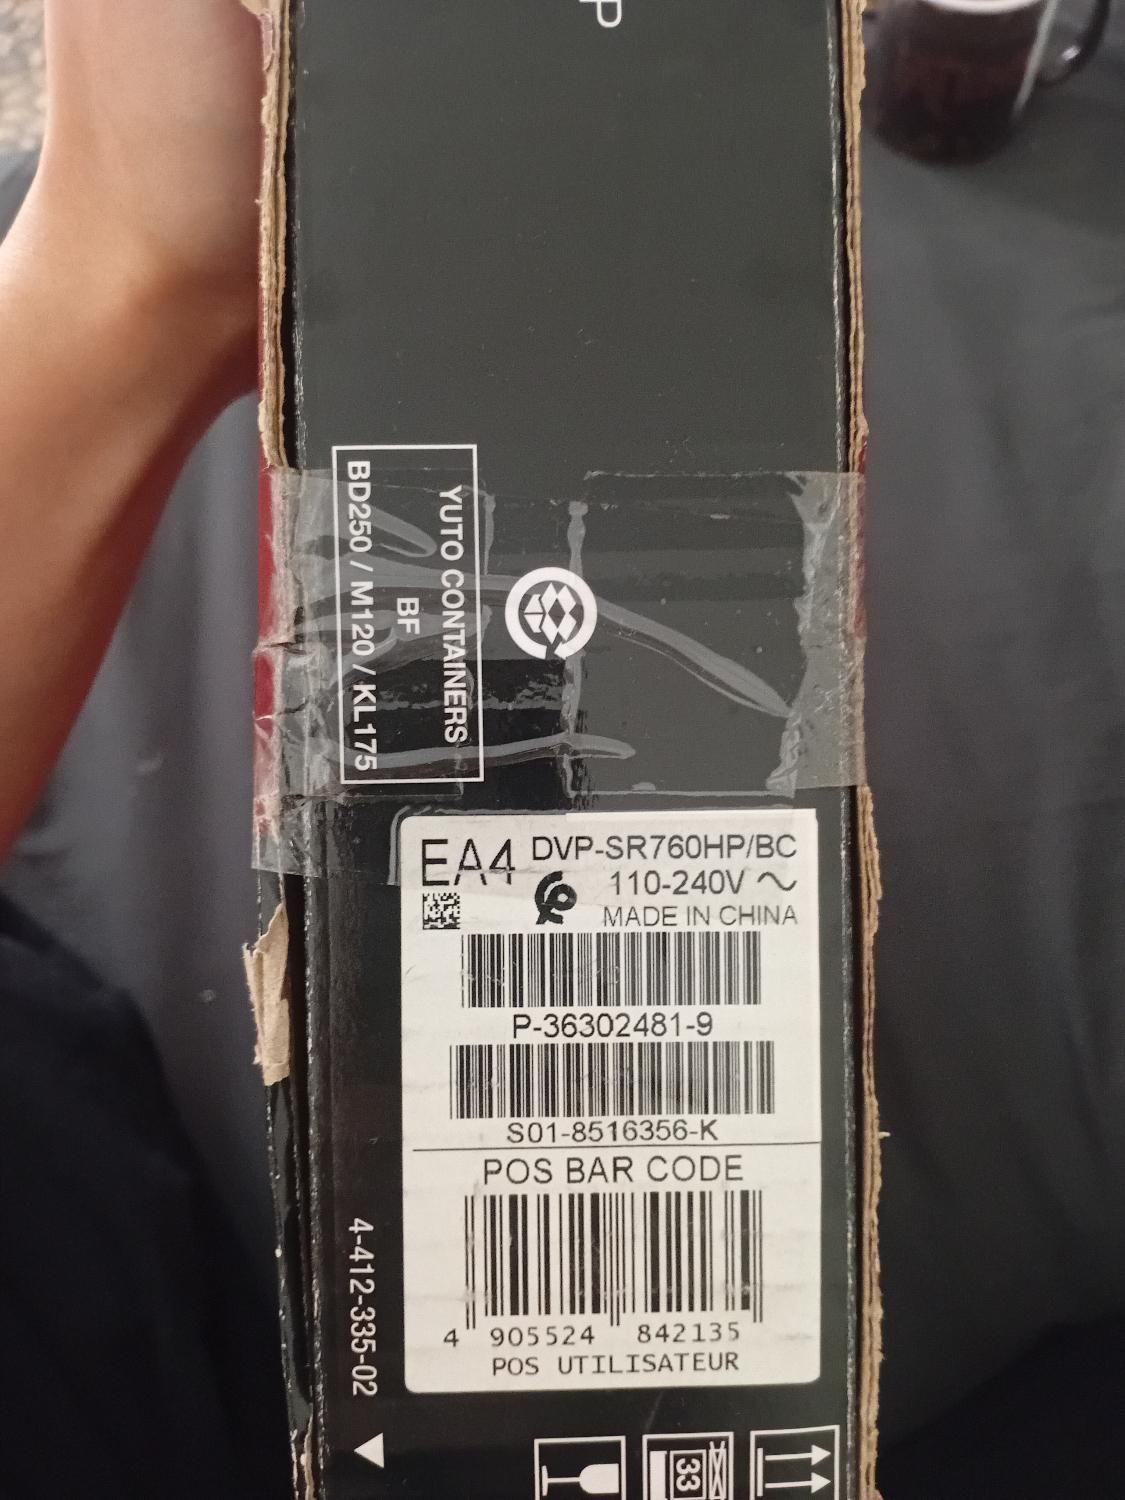 P
YUTO CONTAINERS
BF
BD250 / M120 / KL175
EA4
DVP-SR760HP/BC
110-240V ~
MADE IN CHINA
P-36302481-9
S01-8516356-K
POS BAR CODE
4 905524 842135
POS UTILISATEUR
4-412-335-02
33